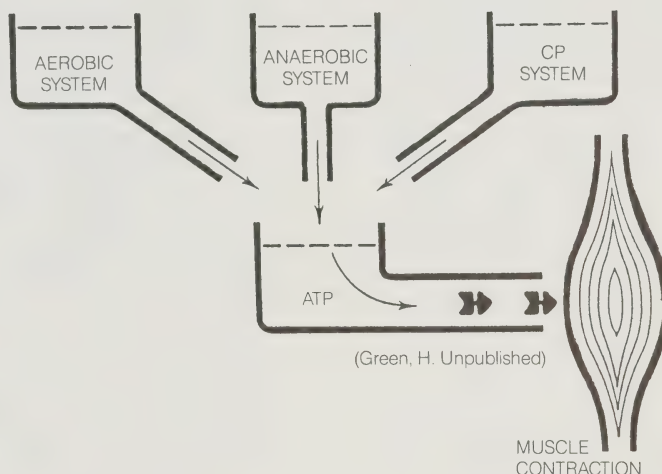 AEROBIC
SYSTEM
ANAEROBIC
SYSTEM
CP
SYSTEM
ATP
(Green, H. Unpublished)
MUSCLE
CONTRACTION